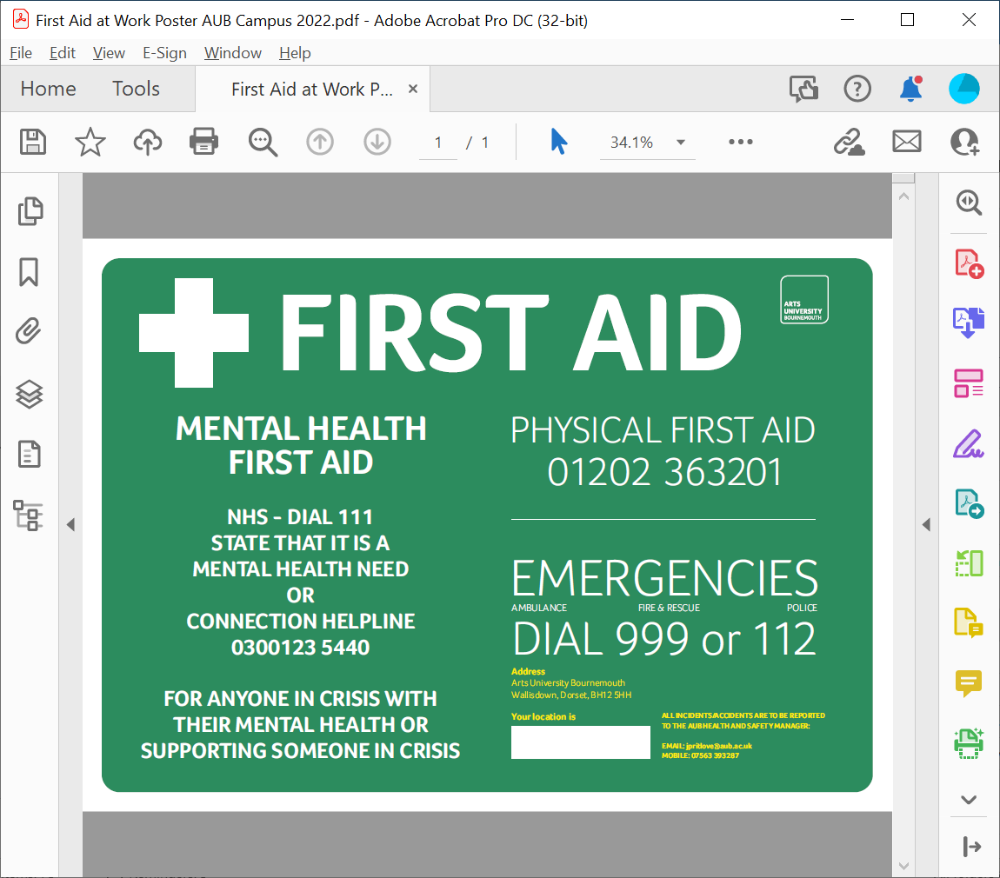 First Aid at Work Poster AUB Campus 2022.pdf - Adobe Acrobat Pro DC (32-bit)
File Edit View E-Sign Window Help
Home Tools First Aid at Work P... ×
1 / 1 34.1%
FIRST AID
ARTS
UNIVERSITY
BOURNEMOUTH
MENTAL HEALTH
FIRST AID
NHS - DIAL 111
STATE THAT IT IS A
MENTAL HEALTH NEED
OR
CONNECTION HELPLINE
0300123 5440
FOR ANYONE IN CRISIS WITH
THEIR MENTAL HEALTH OR
SUPPORTING SOMEONE IN CRISIS
PHYSICAL FIRST AID
01202 363201
EMERGENCIES
AMBULANCE FIRE & RESCUE POLICE
DIAL 999 or 112
Address
Arts University Bournemouth
Wallisdown, Dorset, BH12 5HH
Your location is
ALL INCIDENTS/ACCIDENTS ARE TO BE REPORTED
TO THE AUB HEALTH AND SAFETY MANAGER:
EMAIL: jpritlove@aub.ac.uk
MOBILE: 07563 393287